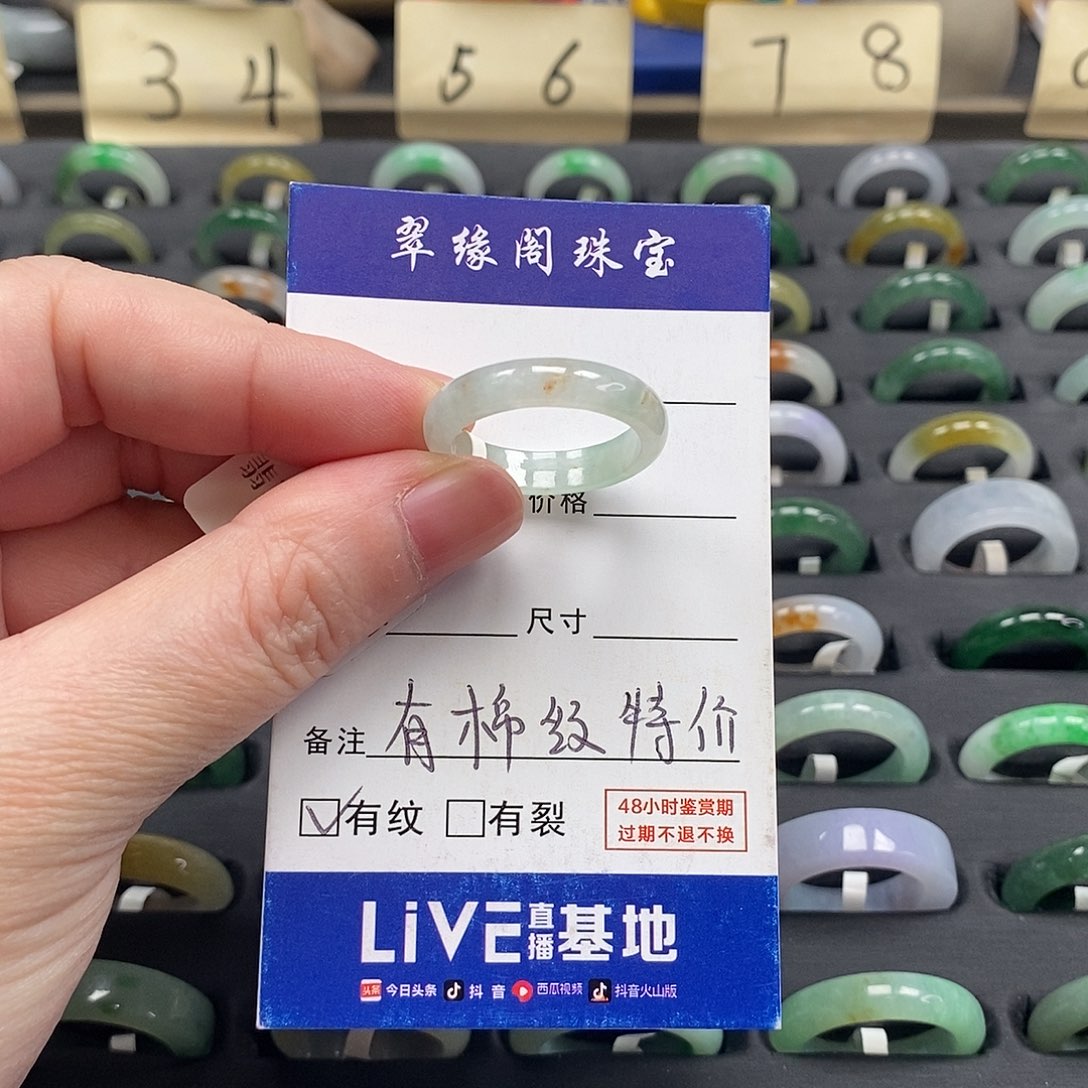 3 4
5 6
7 8
翠缘阁珠宝
价格
尺寸
备注 有棉纹特价
有纹 有裂
48小时鉴赏期
过期不退不换
LiVE直播基地
头条 今日头条 抖音 西瓜视频 抖音火山版